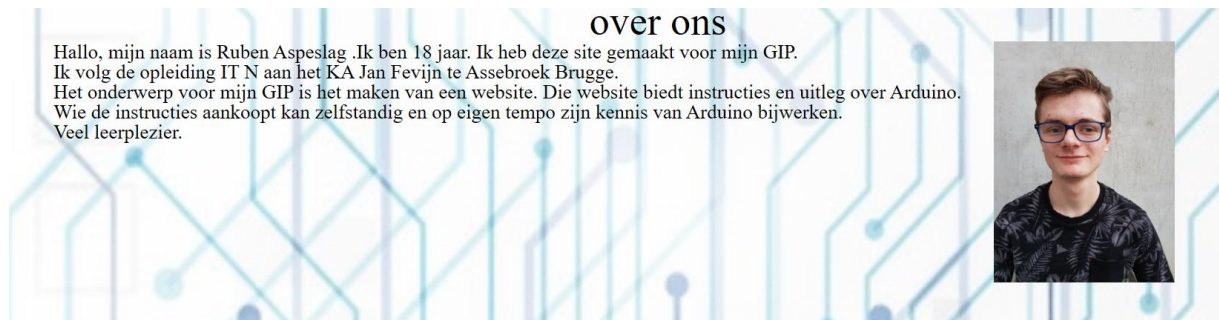 over ons
Hallo, mijn naam is Ruben Aspeslag .Ik ben 18 jaar. Ik heb deze site gemaakt voor mijn GIP.
Ik volg de opleiding IT N aan het KA Jan Fevijn te Assebroek Brugge.
Het onderwerp voor mijn GIP is het maken van een website. Die website biedt instructies en uitleg over Arduino.
Wie de instructies aankoopt kan zelfstandig en op eigen tempo zijn kennis van Arduino bijwerken.
Veel leerplezier.